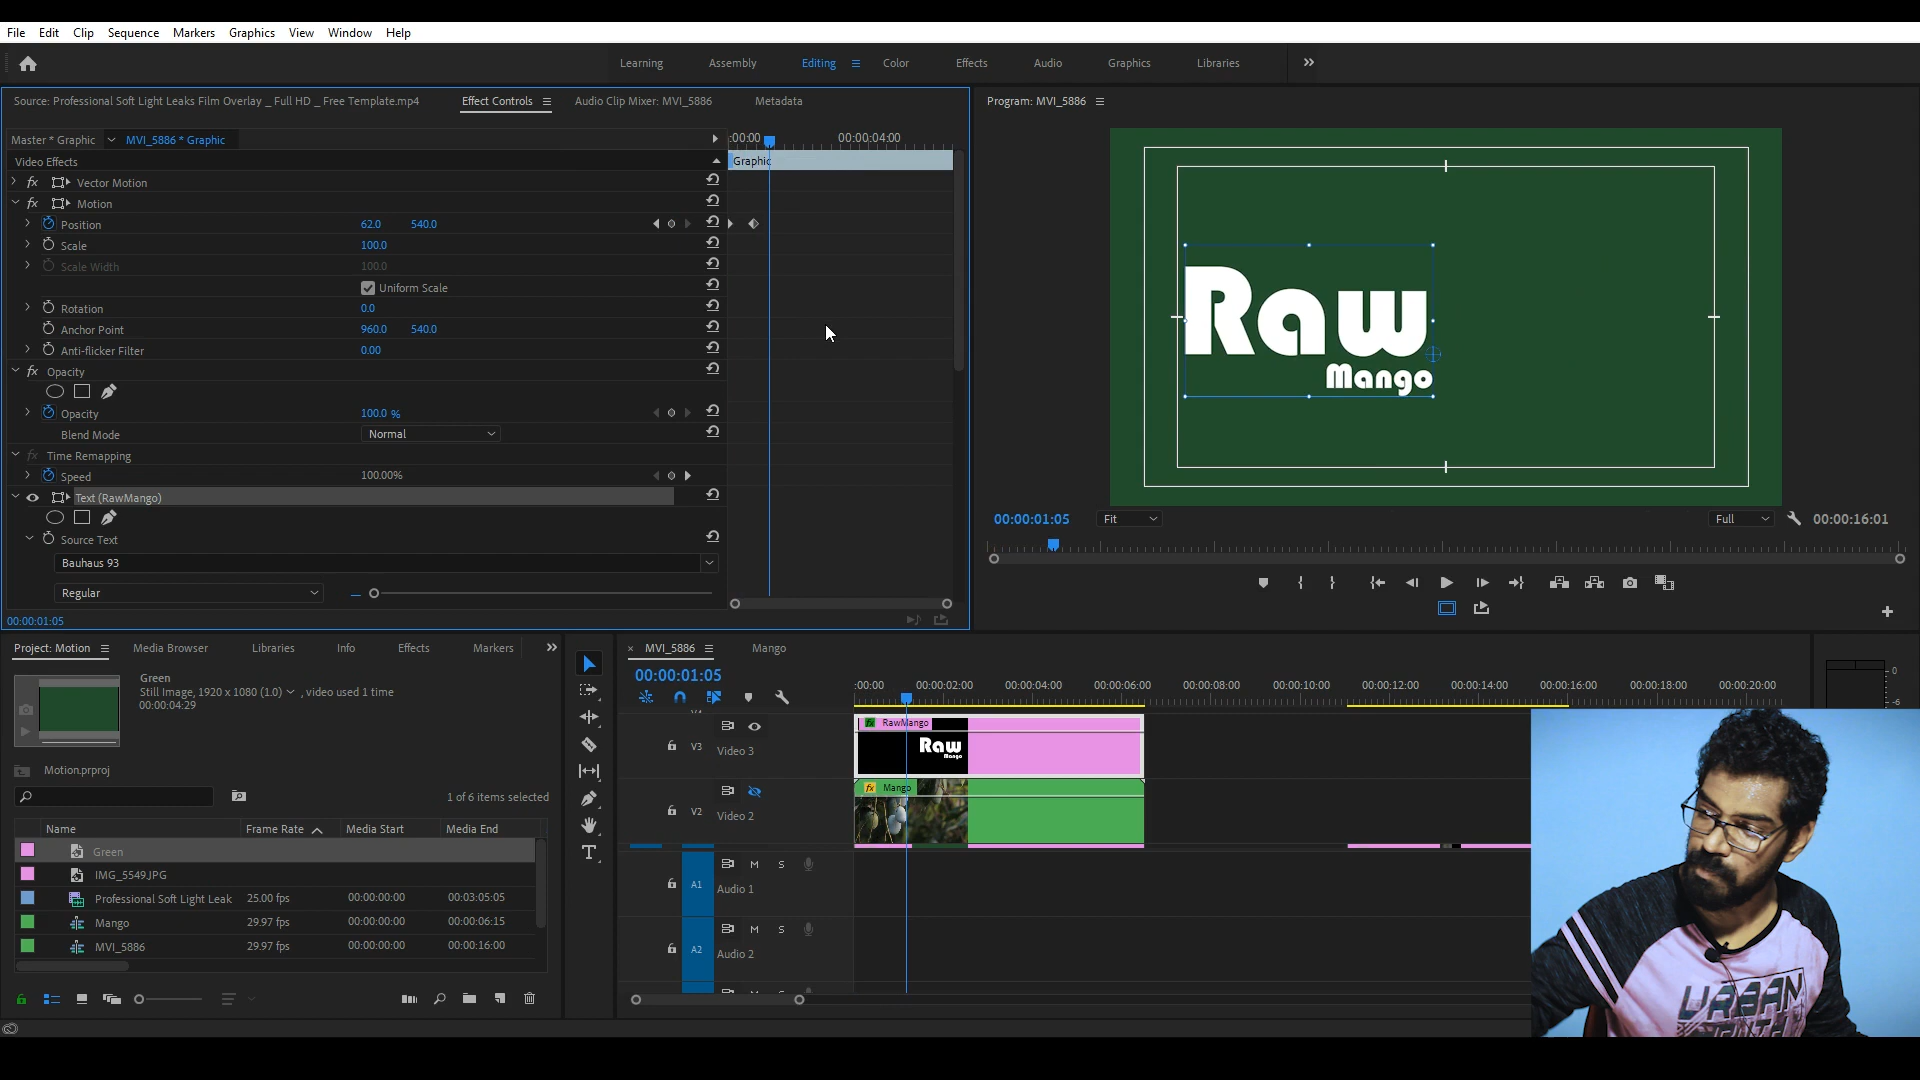 File Edit Clip Sequence Markers Graphics View Window Help
Learning Assembly Editing Color Effects Audio Graphics Libraries
Source: Professional Soft Light Leaks Film Overlay _ Full HD _ Free Template.mp4 Effect Controls Audio Clip Mixer: MVI_5886 Metadata
Program: MVI_5886
Master * Graphic MVI_5886 * Graphic :00:00 00:00:04:00
Video Effects Graphic
fx Vector Motion
fx Motion
Position 62.0 540.0
Scale 100.0
Scale Width 100.0
Uniform Scale
Rotation 0.0
Anchor Point 960.0 540.0
Anti-flicker Filter 0.00
fx Opacity
Opacity 100.0 %
Blend Mode Normal
fx Time Remapping
Speed 100.00%
Text (RawMango)
Source Text
Bauhaus 93
Regular
00:00:01:05
Raw
Mango
00:00:01:05 Fit Full 00:00:16:01
Project: Motion Media Browser Libraries Info Effects Markers
Green
Still Image, 1920 x 1080 (1.0) , video used 1 time
00:00:04:29
Motion.prproj
1 of 6 items selected
Name Frame Rate Media Start Media End
Green
IMG_5549.JPG
Professional Soft Light Leak 25.00 fps 00:00:00:00 00:03:05:05
Mango 29.97 fps 00:00:00:00 00:00:06:15
MVI_5886 29.97 fps 00:00:00:00 00:00:16:00
× MVI_5886 Mango
00:00:01:05
:00:00 00:00:02:00 00:00:04:00 00:00:06:00 00:00:08:00 00:00:10:00 00:00:12:00 00:00:14:00 00:00:16:00 00:00:18:00 00:00:20:00
0
-6
V3 Video 3
fx RawMango
Raw
Mango
V2 Video 2
fx Mango
A1 M S
Audio 1
A2 M S
Audio 2
T
URBAN